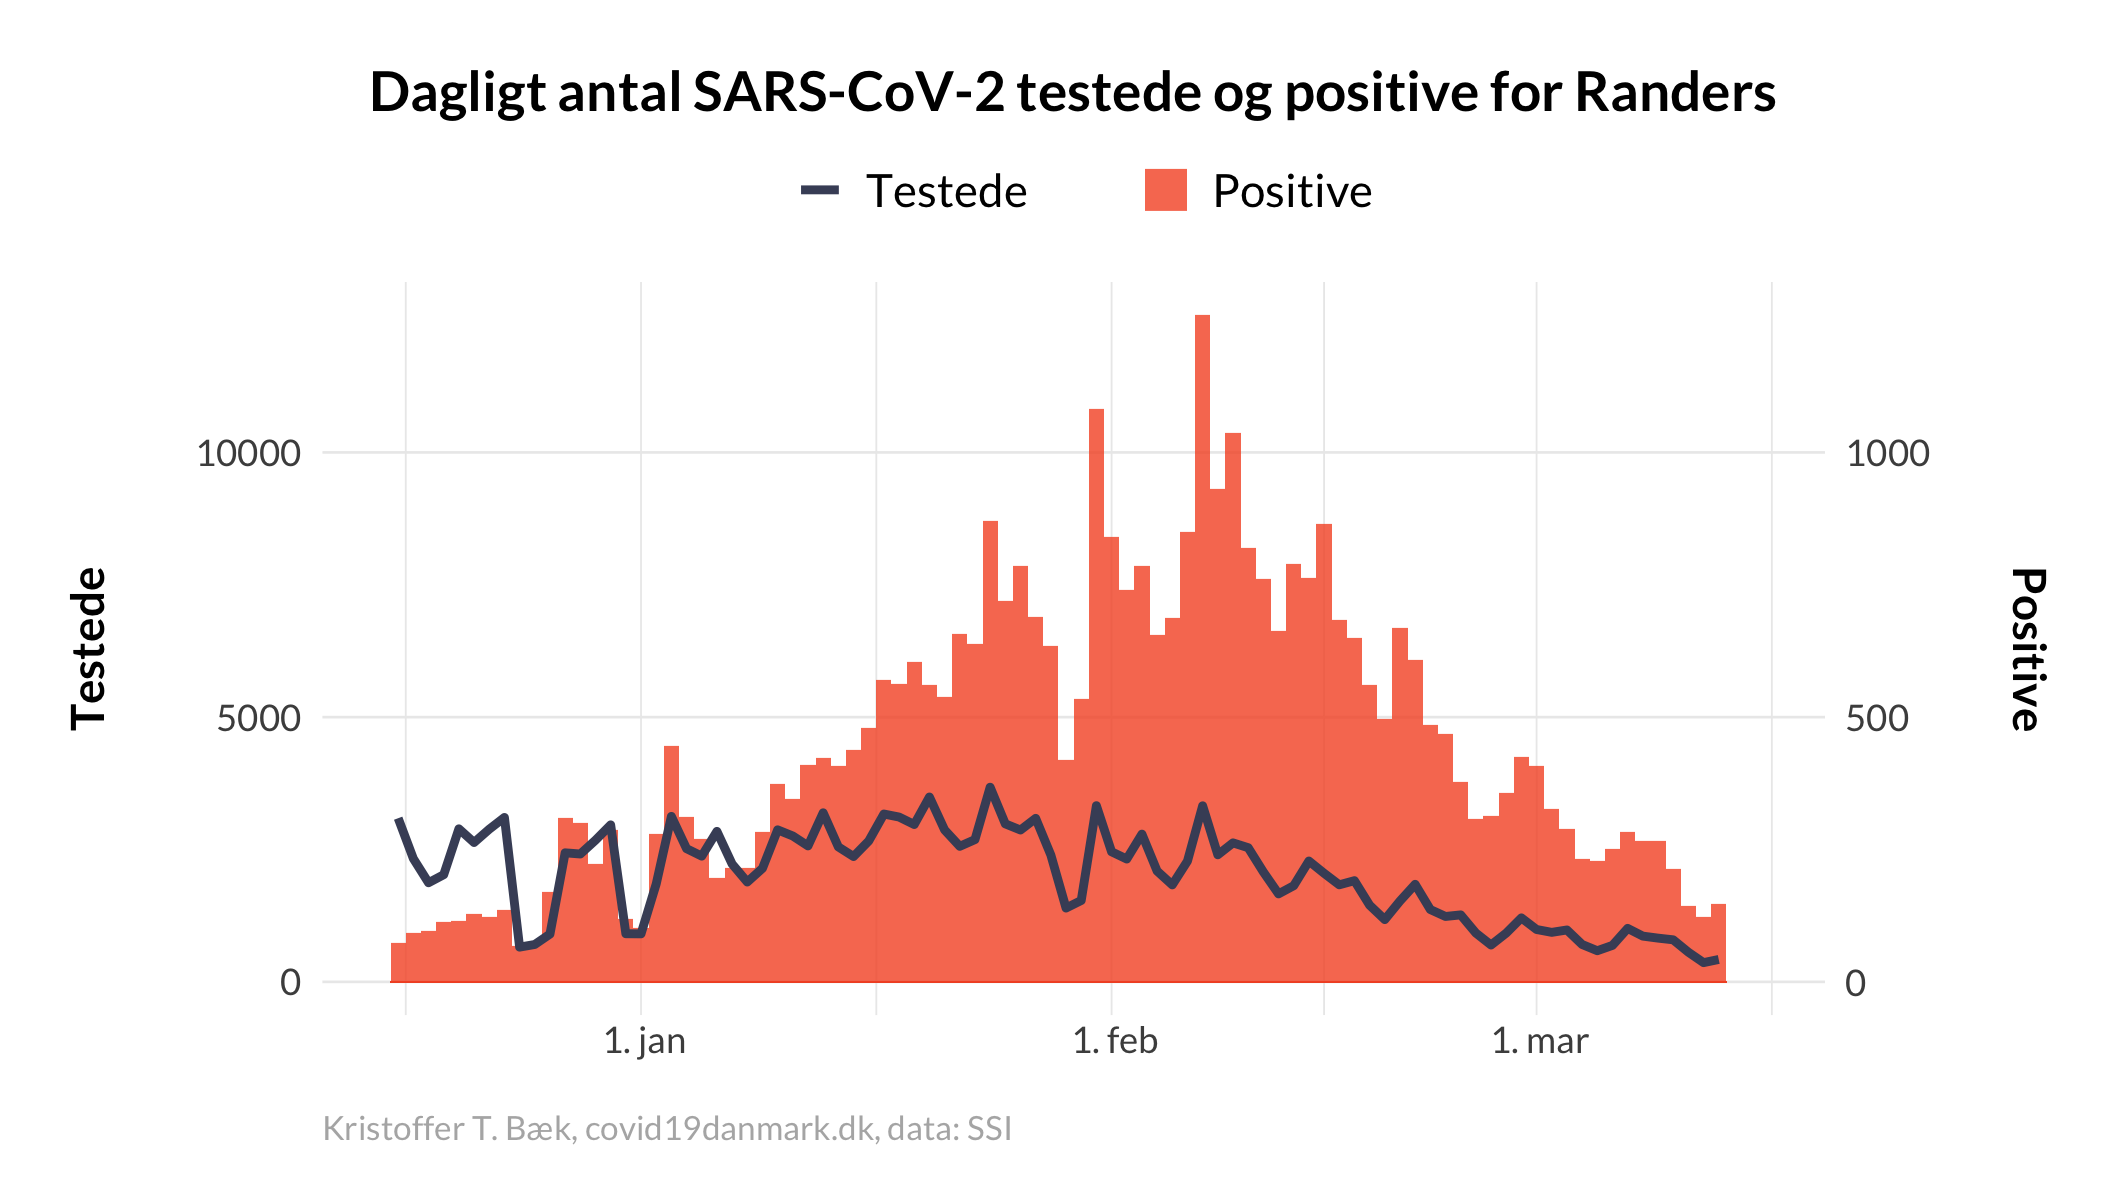 Dagligt antal SARS-CoV-2 testede og positive for Randers
Testede
Positive
10000
5000
0
1000
500
0
Testede
Positive
1. jan
1. feb
1. mar
Kristoffer T. Bæk, covid19danmark.dk, data: SSI